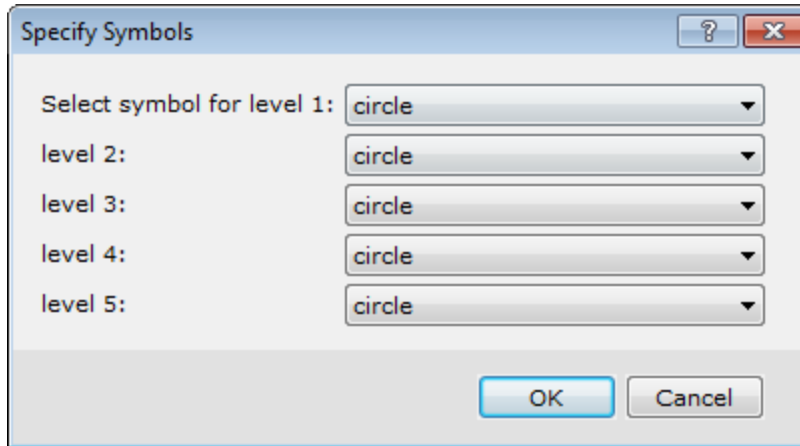 Specify Symbols
?
Select symbol for level 1: circle
level 2: circle
level 3: circle
level 4: circle
level 5: circle
OK Cancel